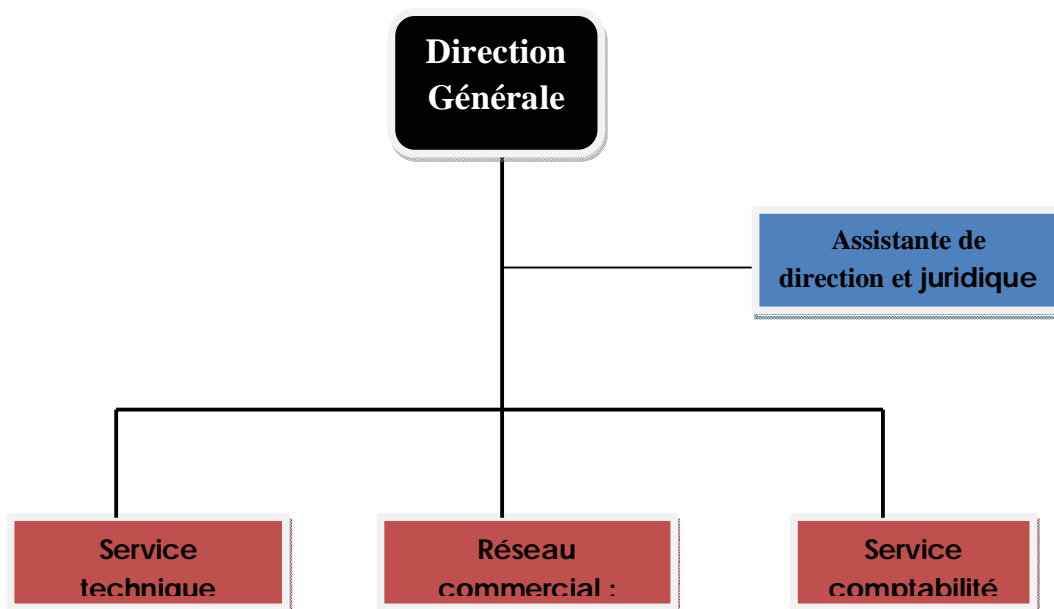 Direction
Générale
Assistante de
direction et juridique
Service
technique
Réseau
commercial :
Service
comptabilité